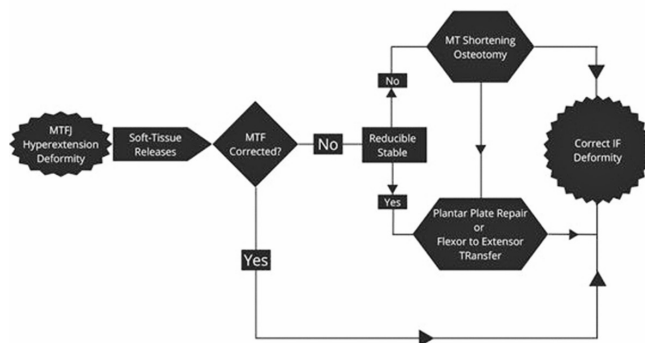 MTFJ
Hyperextension
Deformity
Soft-Tissue
Releases
MTF
Corrected?
No
Yes
Reducible
Stable
No
Yes
MT Shortening
Osteotomy
Plantar Plate Repair
or
Flexor to Extensor
TRansfer
Correct IF
Deformity